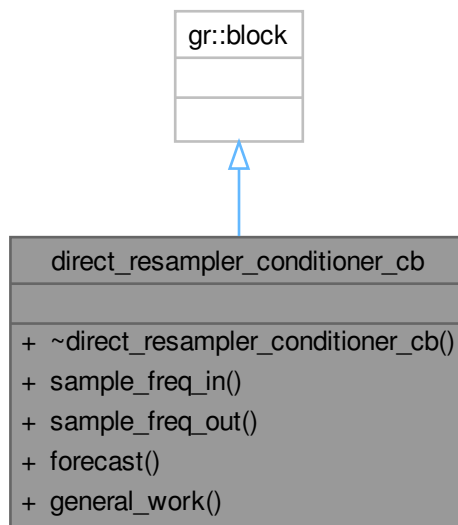 gr::block
direct_resampler_conditioner_cb
+ ~direct_resampler_conditioner_cb()
+ sample_freq_in()
+ sample_freq_out()
+ forecast()
+ general_work()